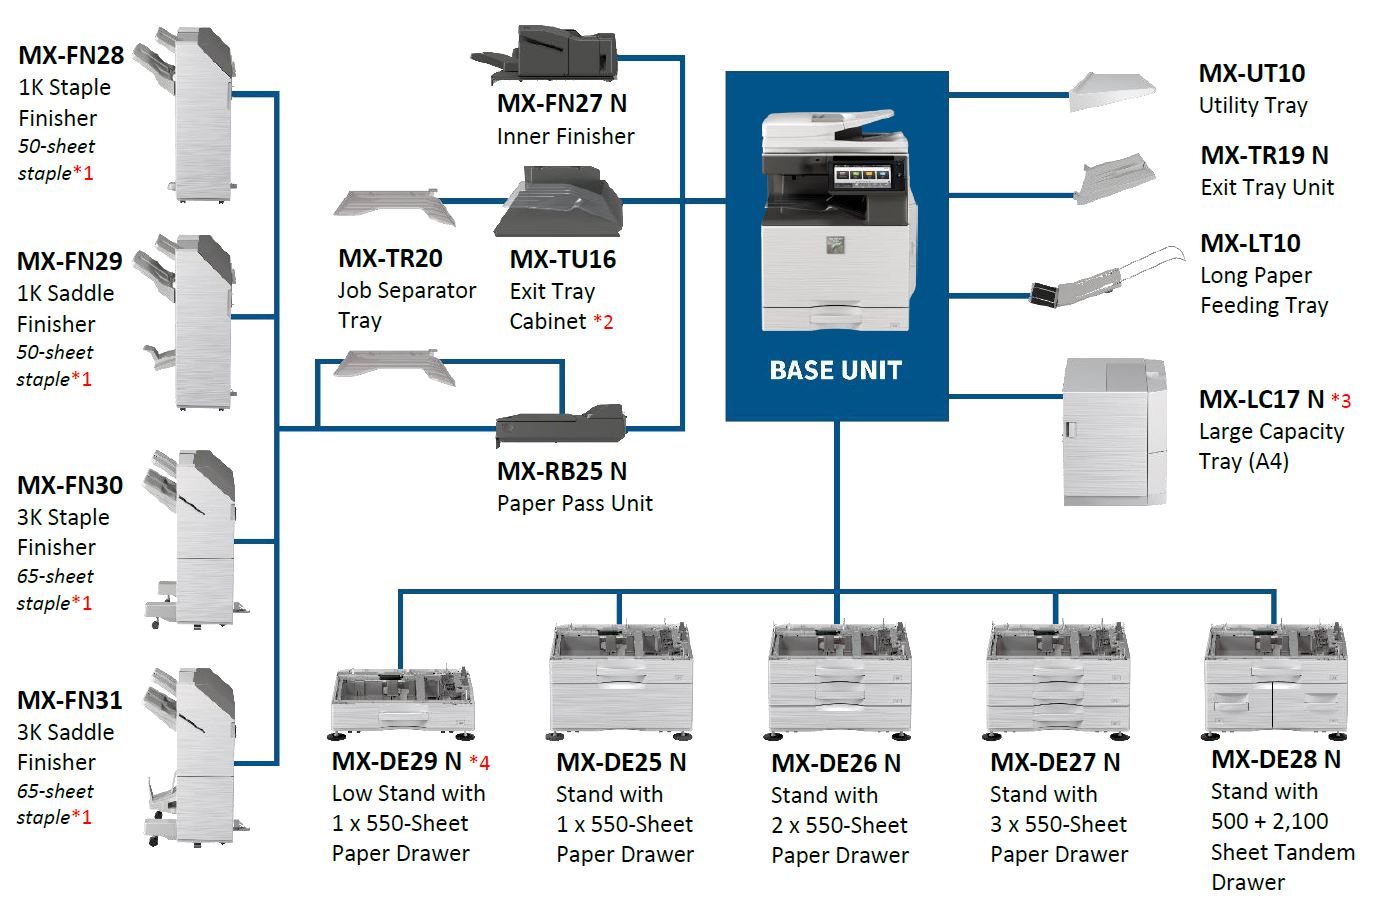 MX-FN28
1K Staple
Finisher
50-sheet
staple*1
MX-FN29
1K Saddle
Finisher
50-sheet
staple*1
MX-FN30
3K Staple
Finisher
65-sheet
staple*1
MX-FN31
3K Saddle
Finisher
65-sheet
staple*1
MX-FN27 N
Inner Finisher
MX-TR20
Job Separator
Tray
MX-TU16
Exit Tray
Cabinet *2
MX-RB25 N
Paper Pass Unit
BASE UNIT
MX-UT10
Utility Tray
MX-TR19 N
Exit Tray Unit
MX-LT10
Long Paper
Feeding Tray
MX-LC17 N *3
Large Capacity
Tray (A4)
MX-DE29 N *4
Low Stand with
1 x 550-Sheet
Paper Drawer
MX-DE25 N
Stand with
1 x 550-Sheet
Paper Drawer
MX-DE26 N
Stand with
2 x 550-Sheet
Paper Drawer
MX-DE27 N
Stand with
3 x 550-Sheet
Paper Drawer
MX-DE28 N
Stand with
500 + 2,100
Sheet Tandem
Drawer